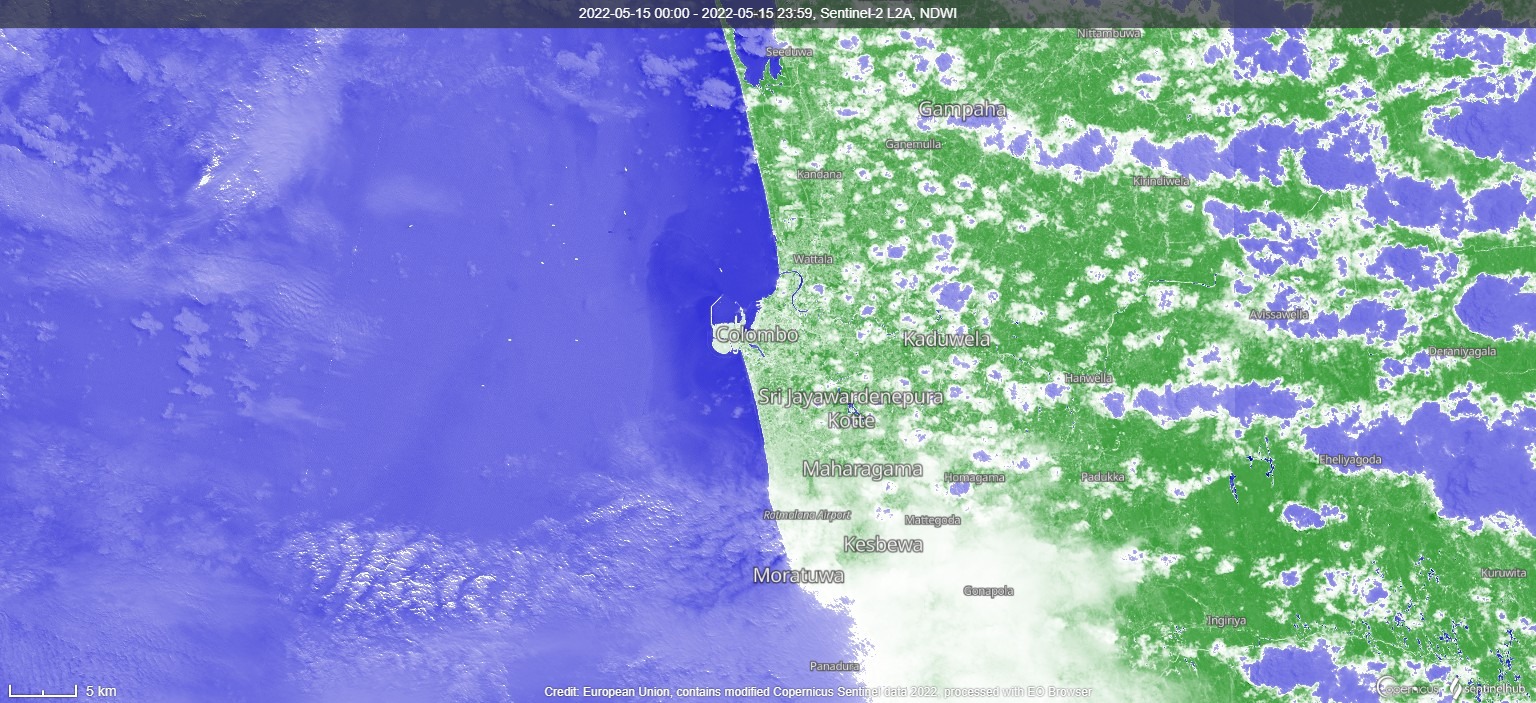 2022-05-15 00:00 - 2022-05-15 23:59, Sentinel-2 L2A, NDWI
Nittambuwa
Seeduwa
Gampaha
Ganemulla
Kandana
Kirindiwela
Wattala
Avissawella
Colombo
Kaduwela
Deraniyagala
Hanwella
Sri Jayawardenepura
Kotte
Eheliyagoda
Maharagama
Homagama
Padukka
Ratmalana Airport
Mattegoda
Kesbewa
Moratuwa
Kuruwita
Gonapola
Ingiriya
Panadura
5 km
Credit: European Union, contains modified Copernicus Sentinel data 2022, processed with EO Browser
opernicus
sentinelhub